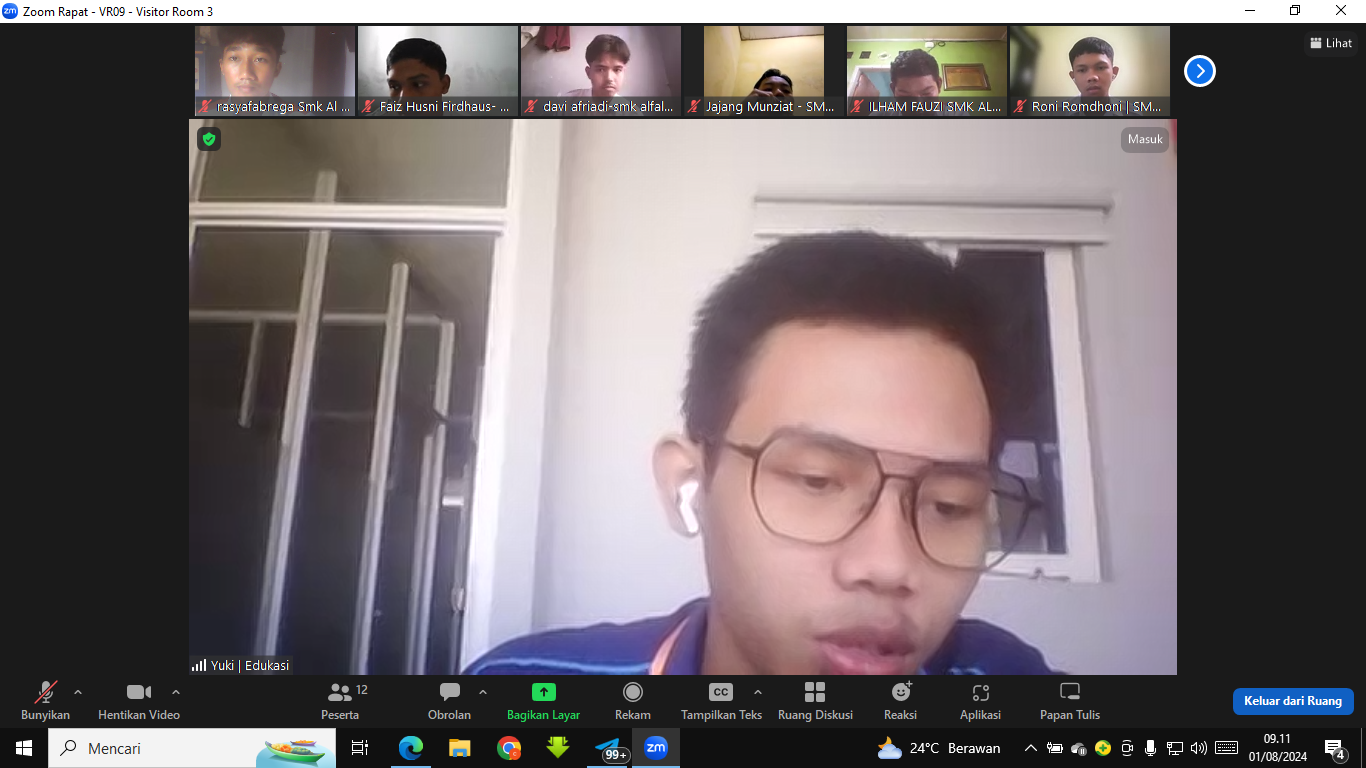 zm Zoom Rapat - VR09 - Visitor Room 3
rasyafabrega Smk Al ...
Faiz Husni Firdhaus- ...
davi afriadi-smk alfal...
Jajang Munziat - SM...
ILHAM FAUZI SMK AL...
Roni Romdhoni | SM...
Lihat
Masuk
Yuki | Edukasi
Bunyikan
Hentikan Video
12
Peserta
Obrolan
Bagikan Layar
Rekam
CC
Tampilkan Teks
Ruang Diskusi
Reaksi
Aplikasi
Papan Tulis
Keluar dari Ruang
Mencari
99+
zm
24°C Berawan
09.11
01/08/2024
4